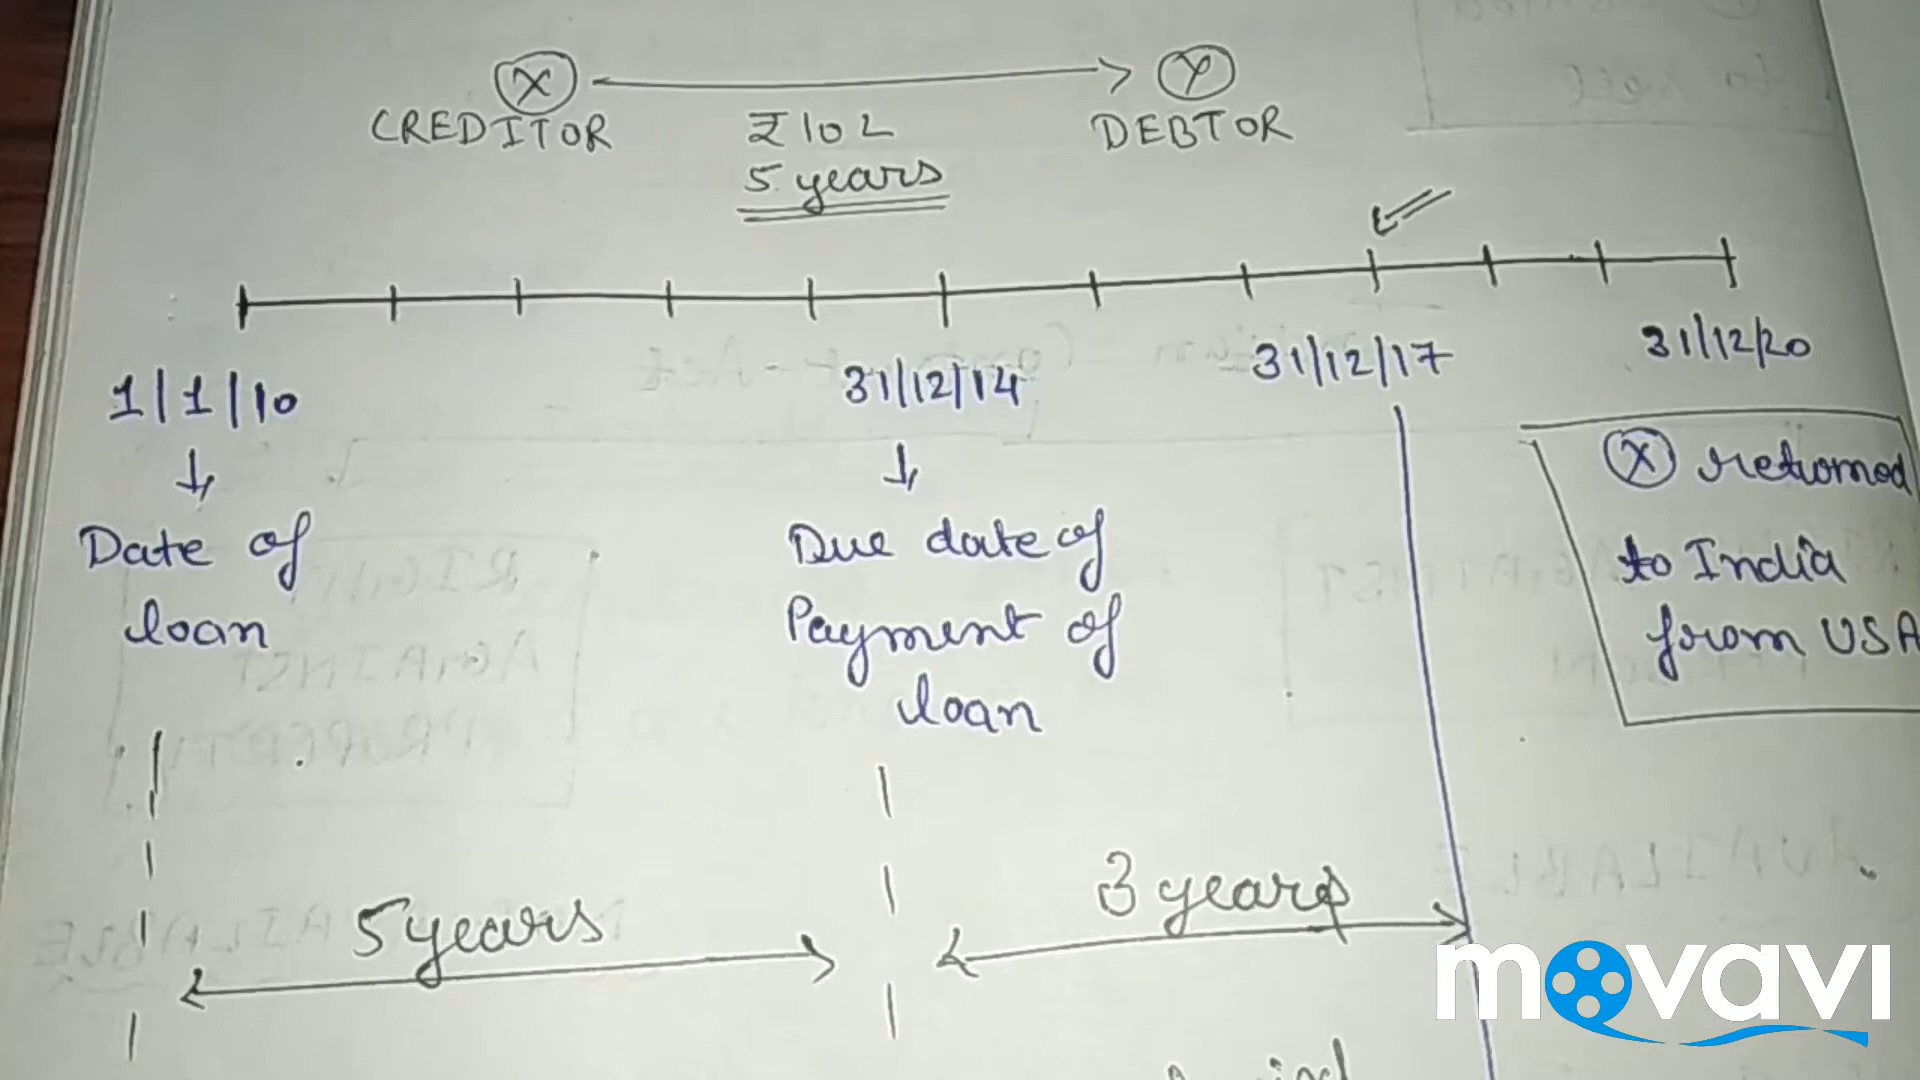 X Y
CREDITOR ₹10 L DEBTOR
5 years
1/1/10 31/12/14 31/12/17 31/12/20
Date of
loan
Due date of
Payment of
loan
X returned
to India
from USA
5 years
3 years
movavi